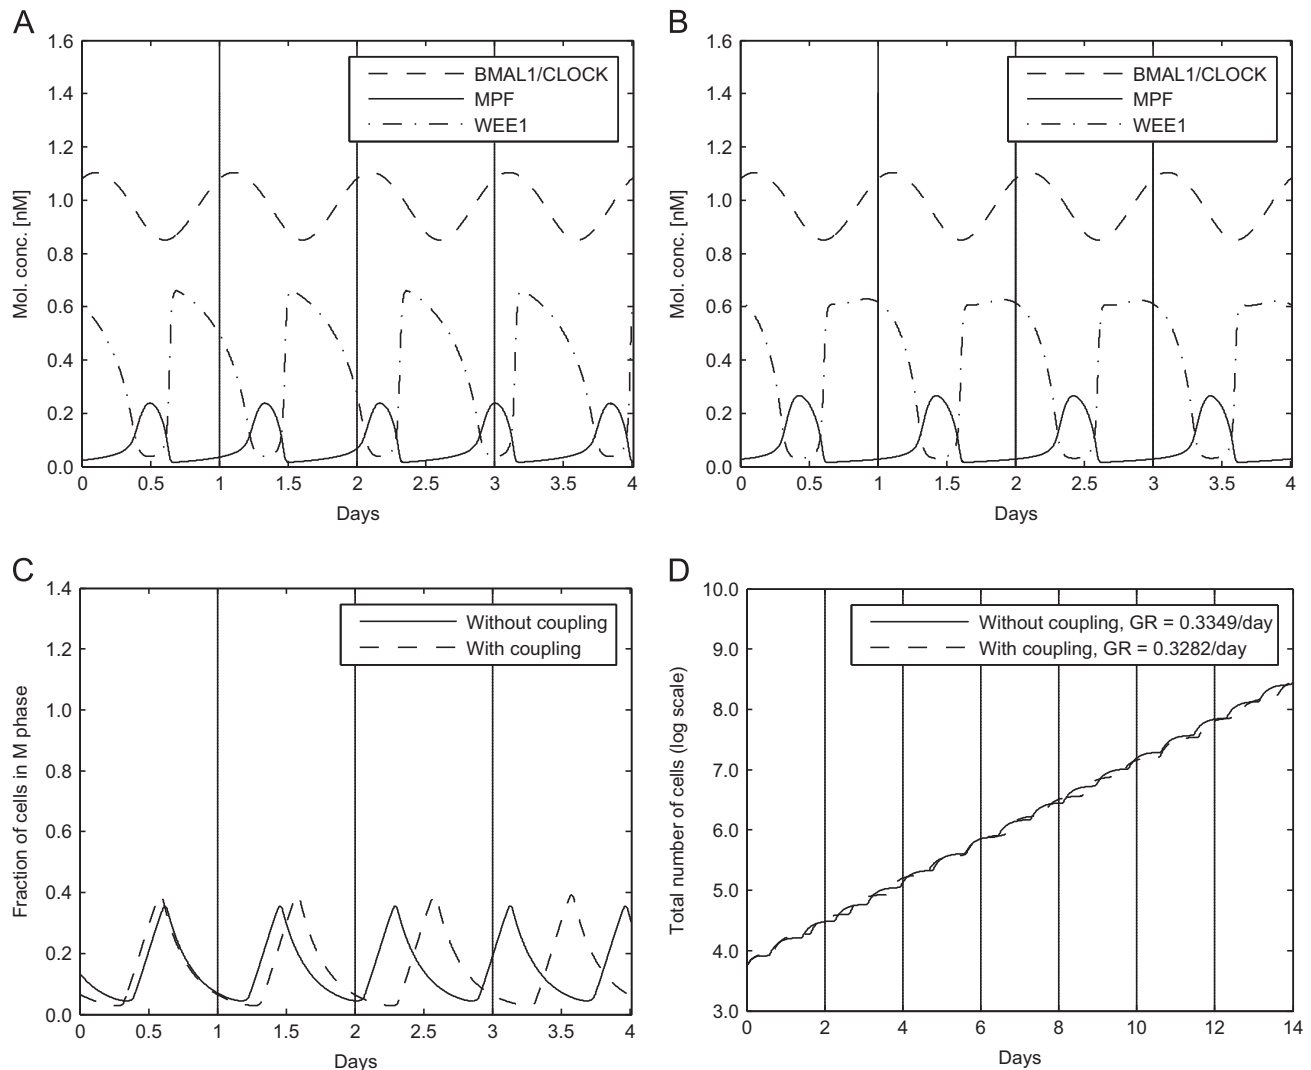 A
1.6
1.4
1.2
1.0
0.8
0.6
0.4
0.2
0.0
Mol. conc. [nM]
BMAL1/CLOCK
MPF
WEE1
0 0.5 1 1.5 2 2.5 3 3.5 4
Days
B
1.6
1.4
1.2
1.0
0.8
0.6
0.4
0.2
0.0
Mol. conc. [nM]
BMAL1/CLOCK
MPF
WEE1
0 0.5 1 1.5 2 2.5 3 3.5 4
Days
C
1.4
1.2
1.0
0.8
0.6
0.4
0.2
0.0
Fraction of cells in M phase
Without coupling
With coupling
0 0.5 1 1.5 2 2.5 3 3.5 4
Days
D
10.0
9.0
8.0
7.0
6.0
5.0
4.0
3.0
Total number of cells (log scale)
Without coupling, GR = 0.3349/day
With coupling, GR = 0.3282/day
0 2 4 6 8 10 12 14
Days